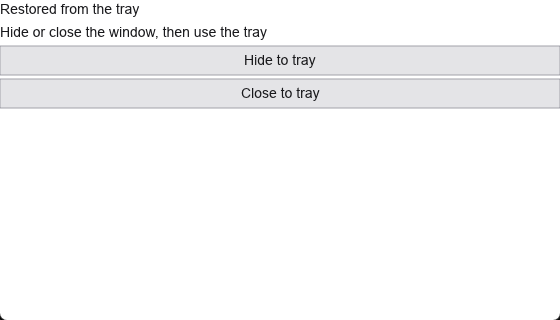 Restored from the tray
Hide or close the window, then use the tray
Hide to tray
Close to tray